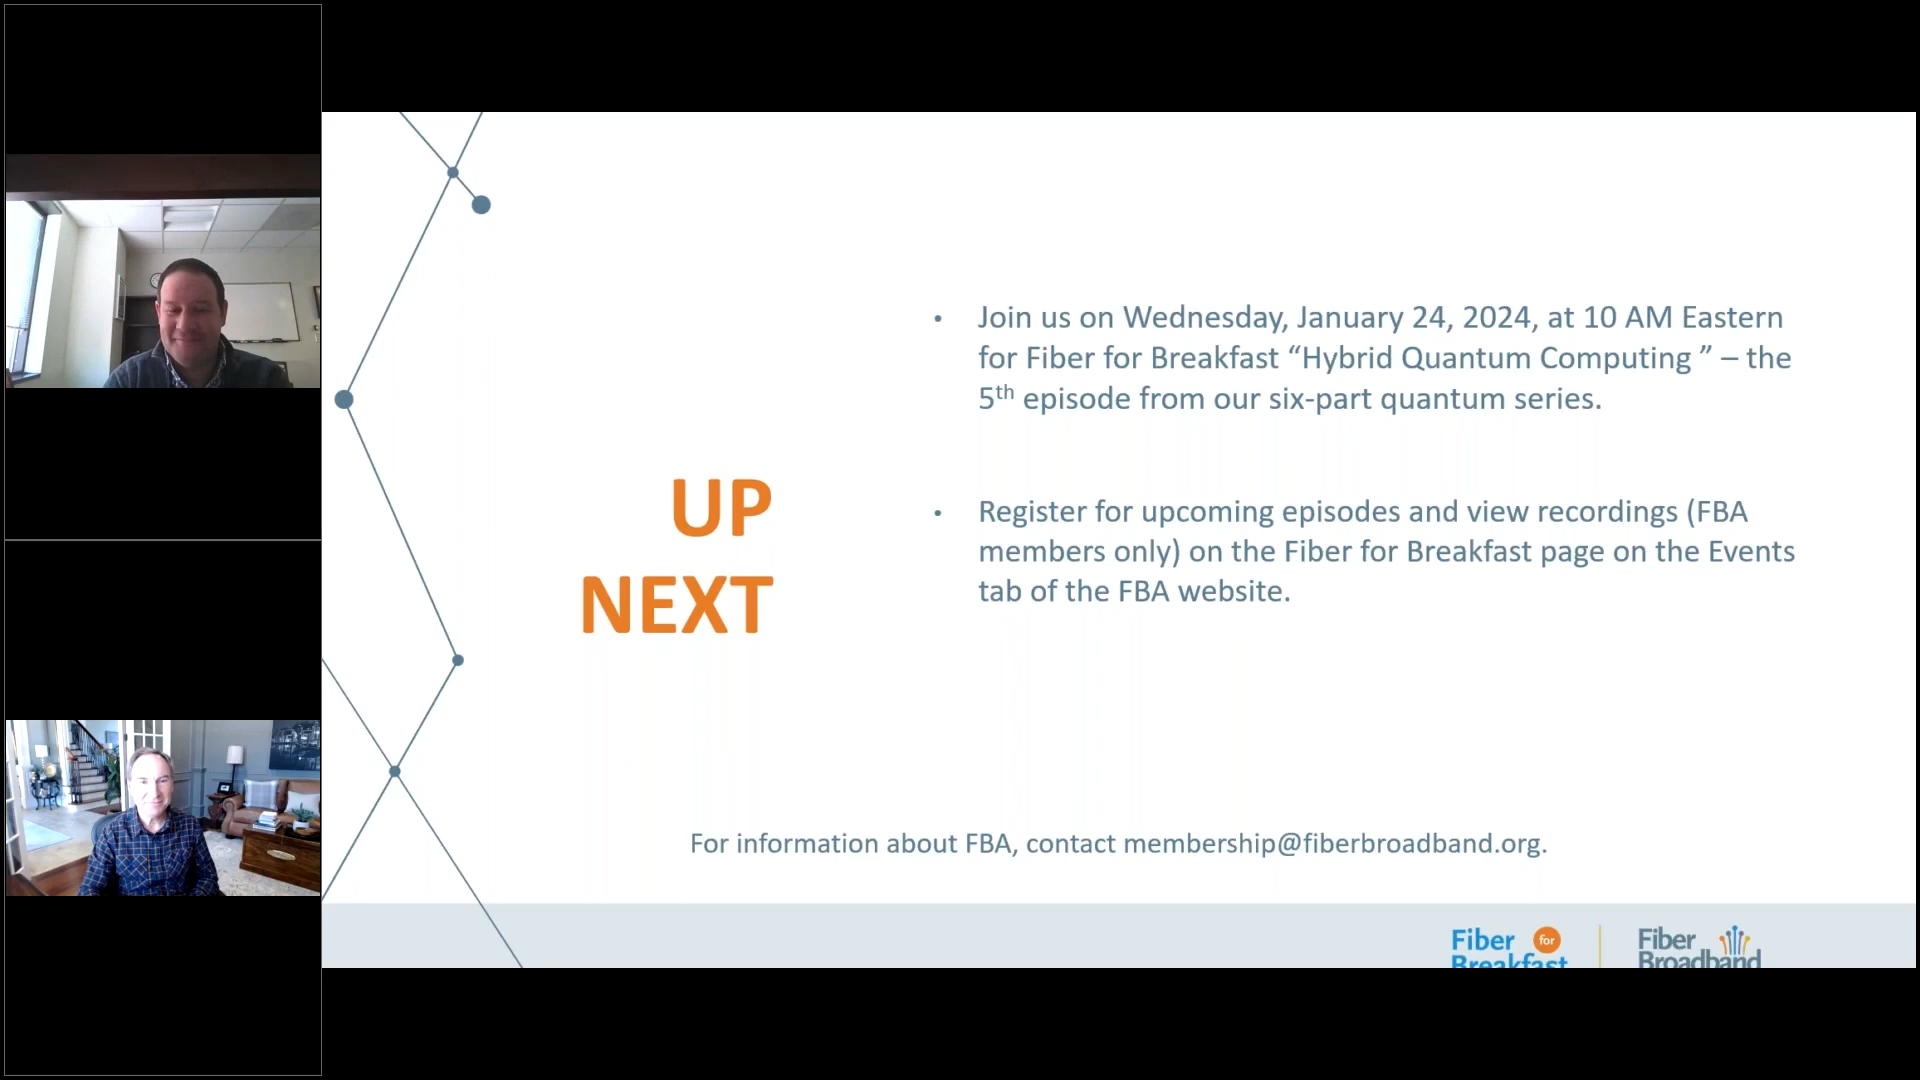 Join us on Wednesday, January 24, 2024, at 10 AM Eastern
for Fiber for Breakfast “Hybrid Quantum Computing ” – the
5th episode from our six-part quantum series.
UP
NEXT
Register for upcoming episodes and view recordings (FBA
members only) on the Fiber for Breakfast page on the Events
tab of the FBA website.
For information about FBA, contact membership@fiberbroadband.org.
Fiber for
Breakfast
Fiber
Broadband